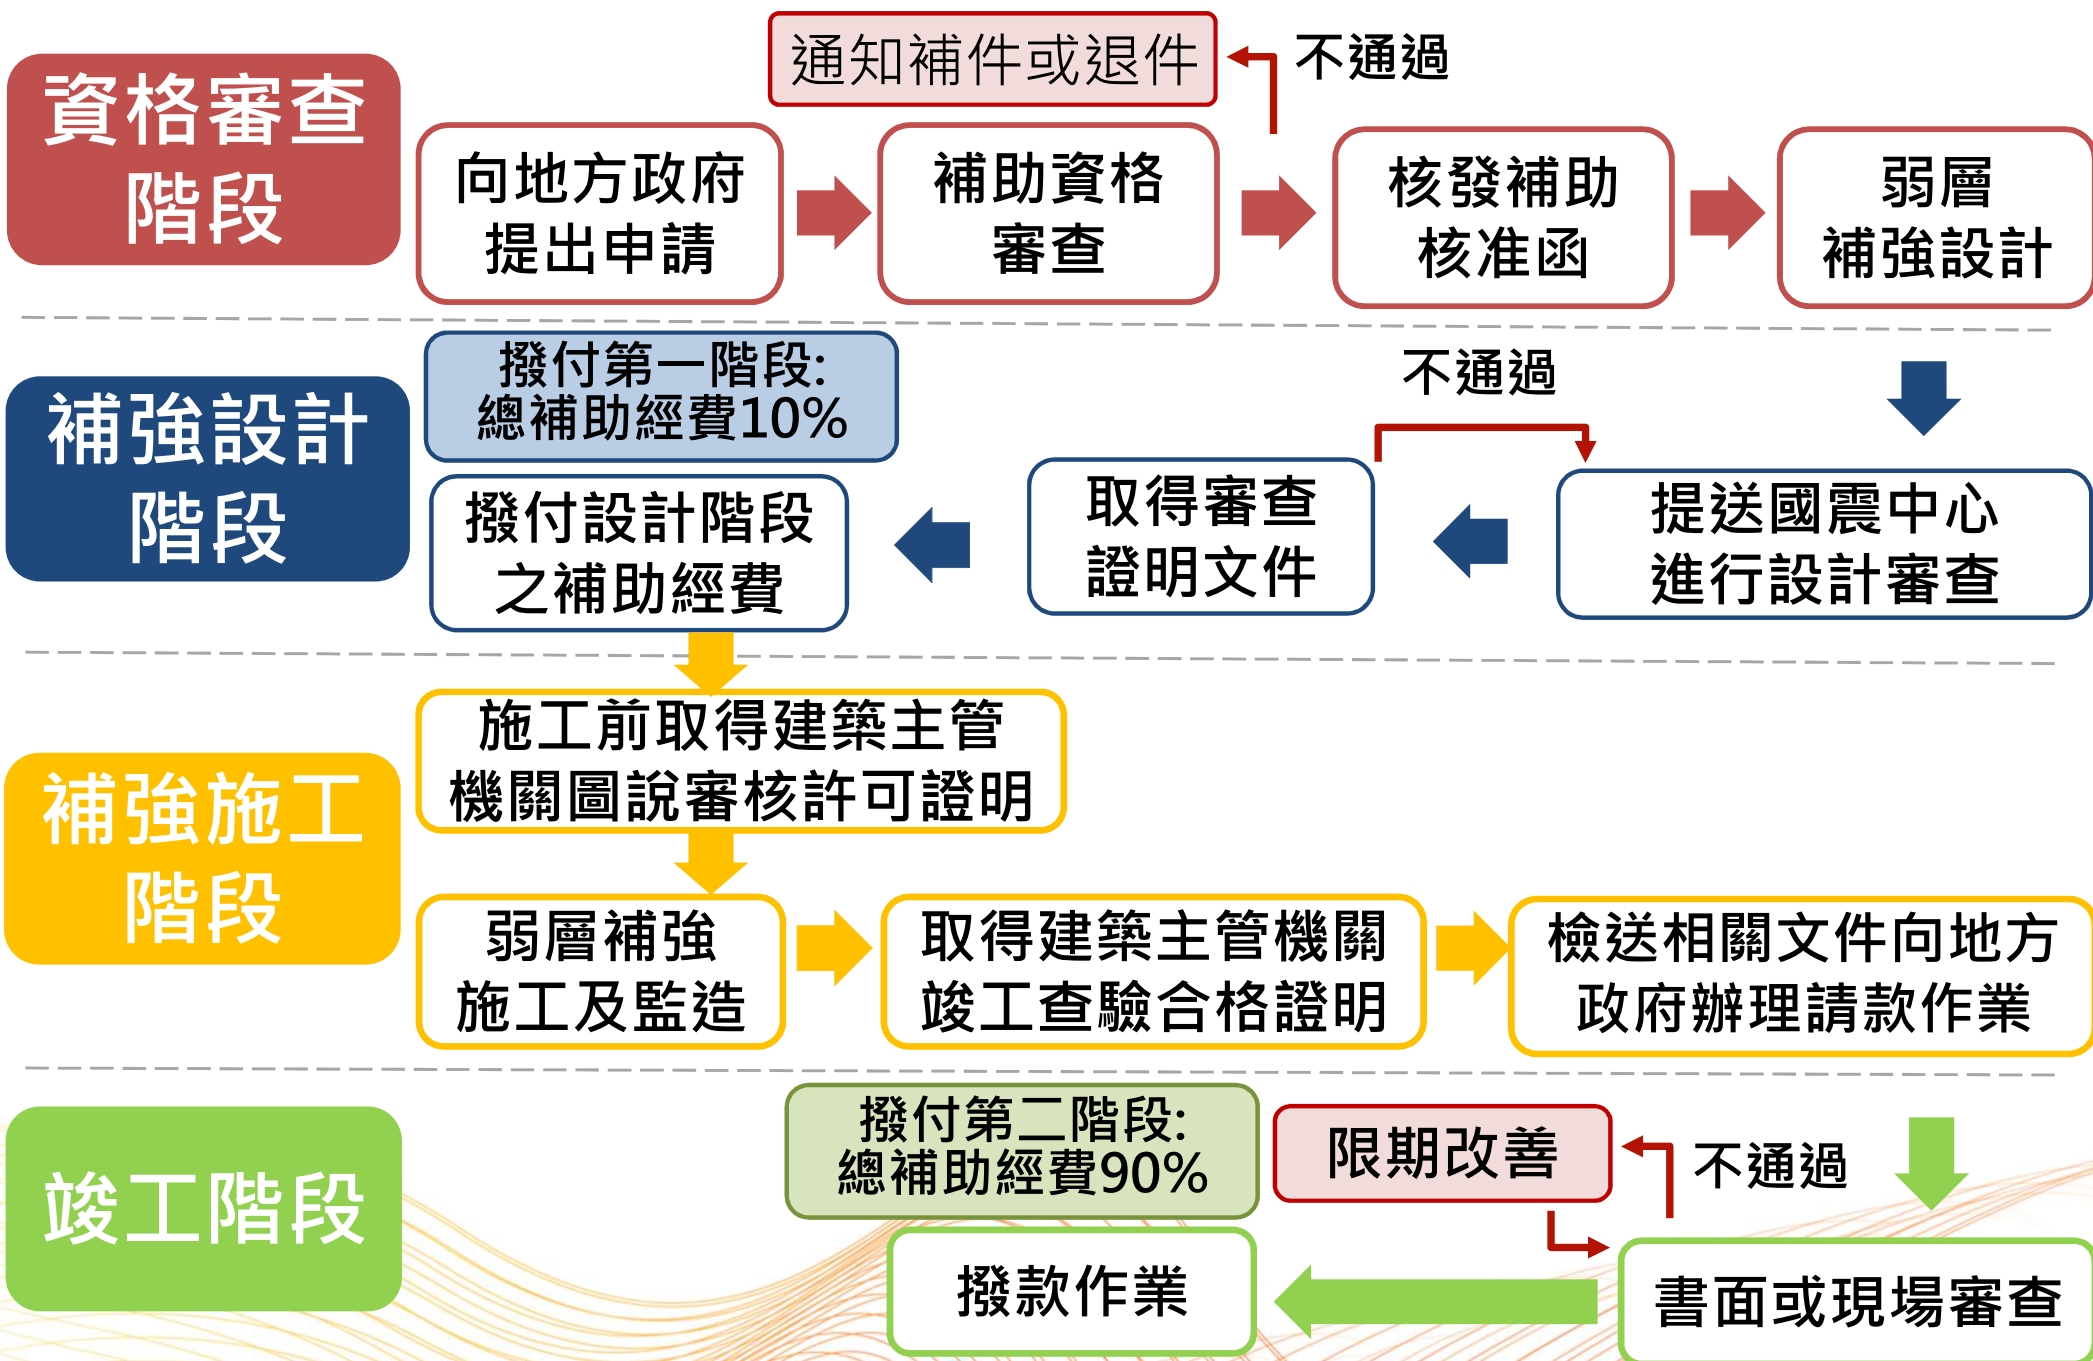 通知補件或退件
不通過
資格審查
階段
向地方政府
提出申請
補助資格
審查
核發補助
核准函
弱層
補強設計
撥付第一階段:
總補助經費10%
不通過
補強設計
階段
撥付設計階段
之補助經費
取得審查
證明文件
提送國震中心
進行設計審查
施工前取得建築主管
機關圖說審核許可證明
補強施工
階段
弱層補強
施工及監造
取得建築主管機關
竣工查驗合格證明
檢送相關文件向地方
政府辦理請款作業
撥付第二階段:
總補助經費90%
限期改善
不通過
竣工階段
撥款作業
書面或現場審查